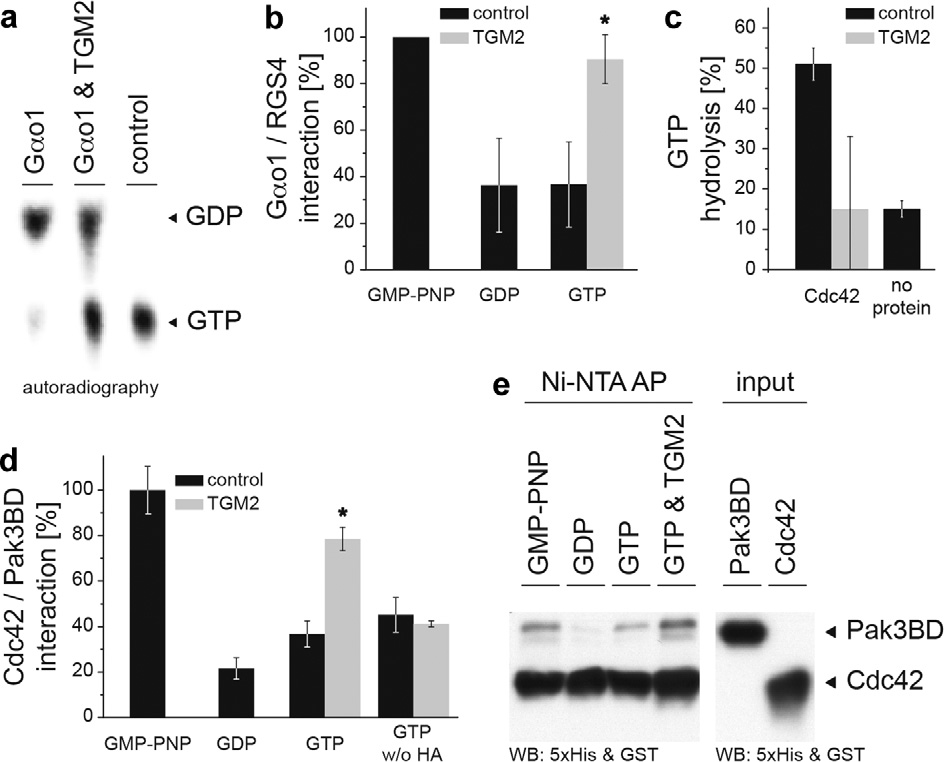 a
Gαo1
Gαo1 & TGM2
control
GDP
GTP
autoradiography
b
control
TGM2
Gαo1 / RGS4
interaction [%]
100
80
60
40
20
0
*
GMP-PNP
GDP
GTP
c
control
TGM2
GTP
hydrolysis [%]
60
50
40
30
20
10
0
Cdc42
no
protein
d
control
TGM2
Cdc42 / Pak3BD
interaction [%]
100
80
60
40
20
0
*
GMP-PNP
GDP
GTP
GTP
w/o HA
e
Ni-NTA AP
input
GMP-PNP
GDP
GTP
GTP & TGM2
Pak3BD
Cdc42
Pak3BD
Cdc42
WB: 5xHis & GST
WB: 5xHis & GST